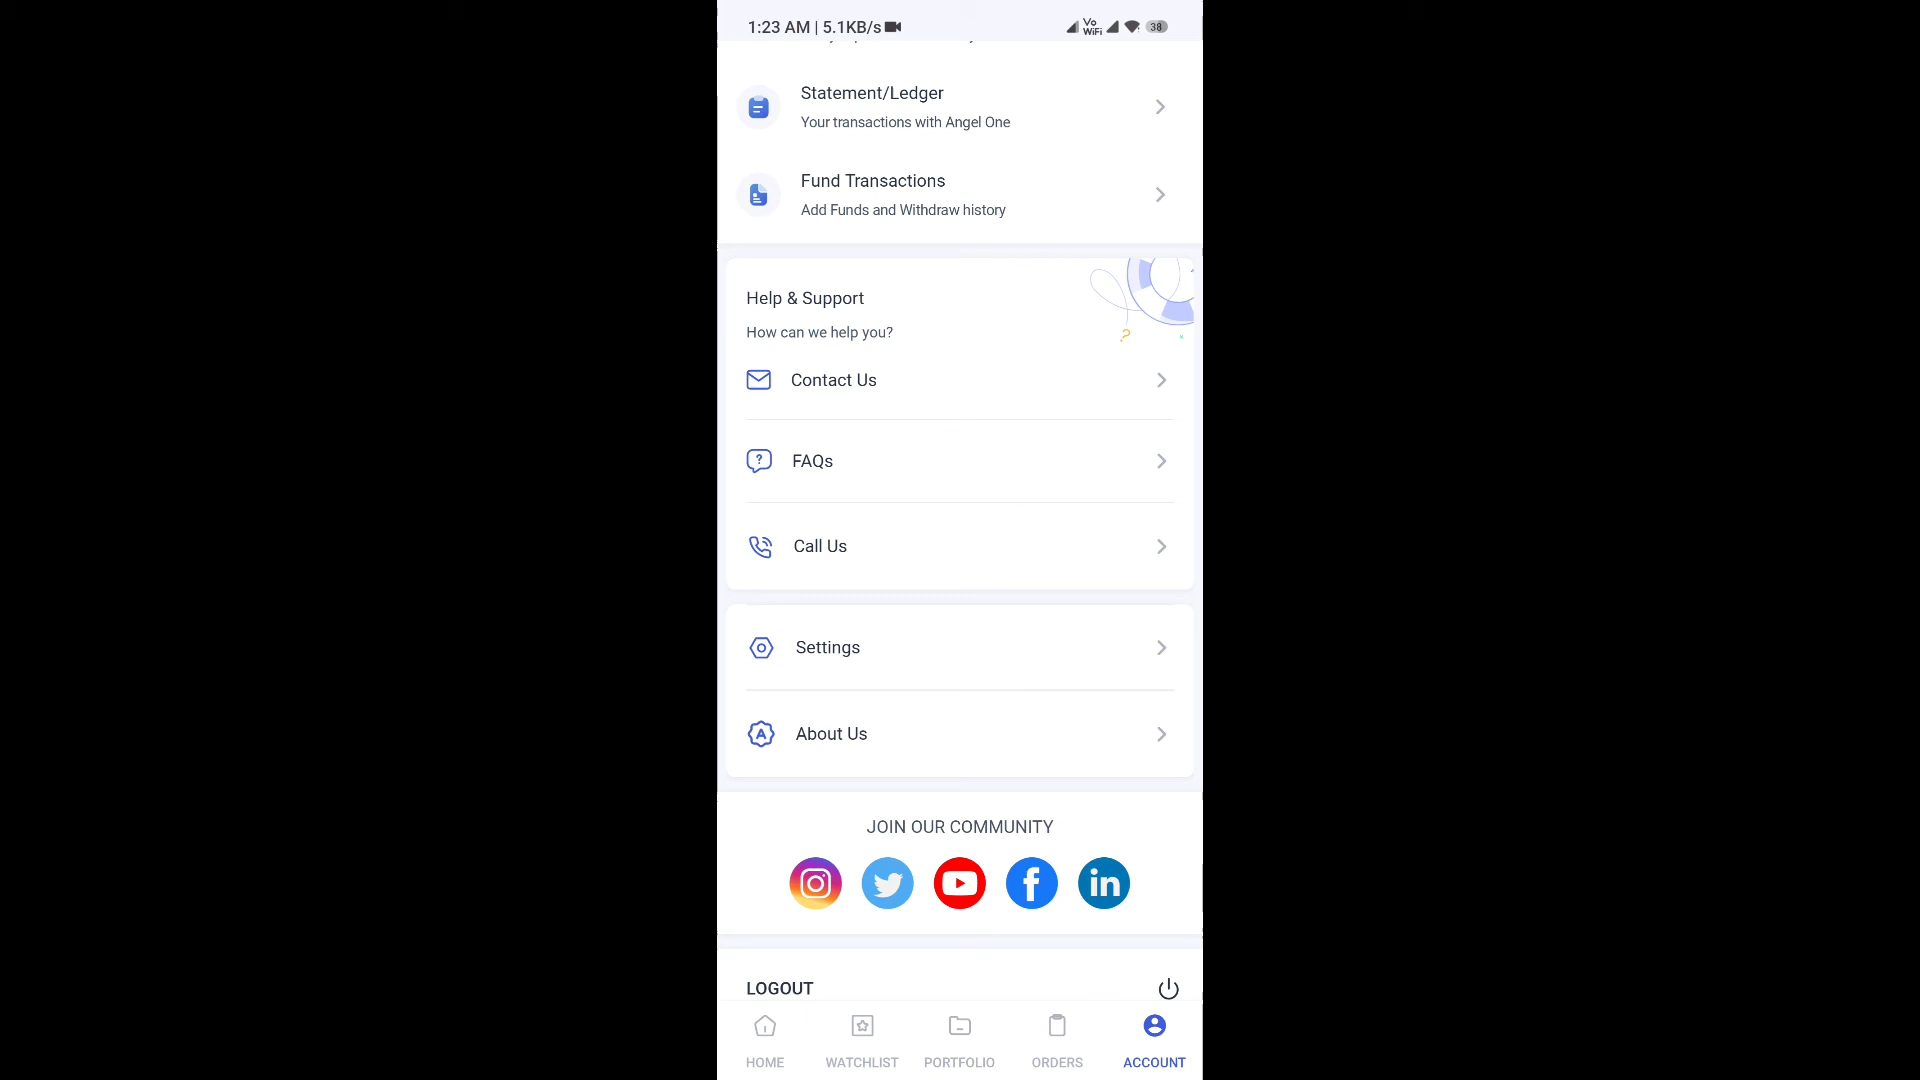 1:23 AM | 5.1KB/s
Vo
WiFi
38
Statement/Ledger
Your transactions with Angel One
Fund Transactions
Add Funds and Withdraw history
Help & Support
How can we help you?
Contact Us
FAQs
Call Us
Settings
About Us
JOIN OUR COMMUNITY
LOGOUT
HOME WATCHLIST PORTFOLIO ORDERS ACCOUNT